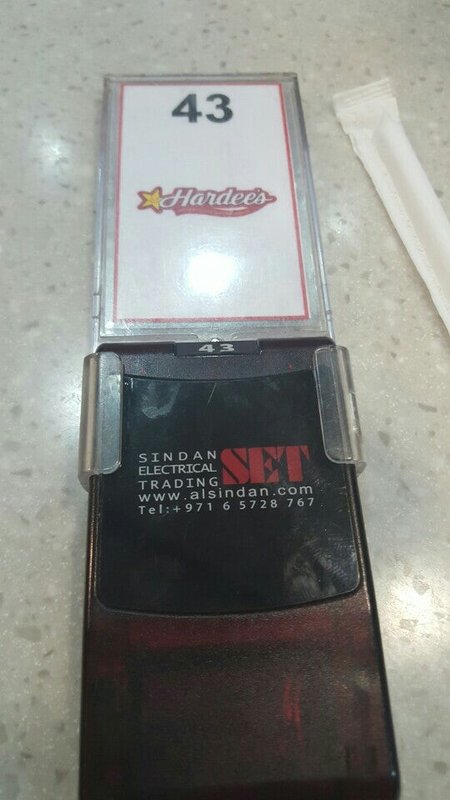 43
Hardee's
43
SINDAN
ELECTRICAL
TRADING
SET
www.alsindan.com
Tel:+971 6 5728 767